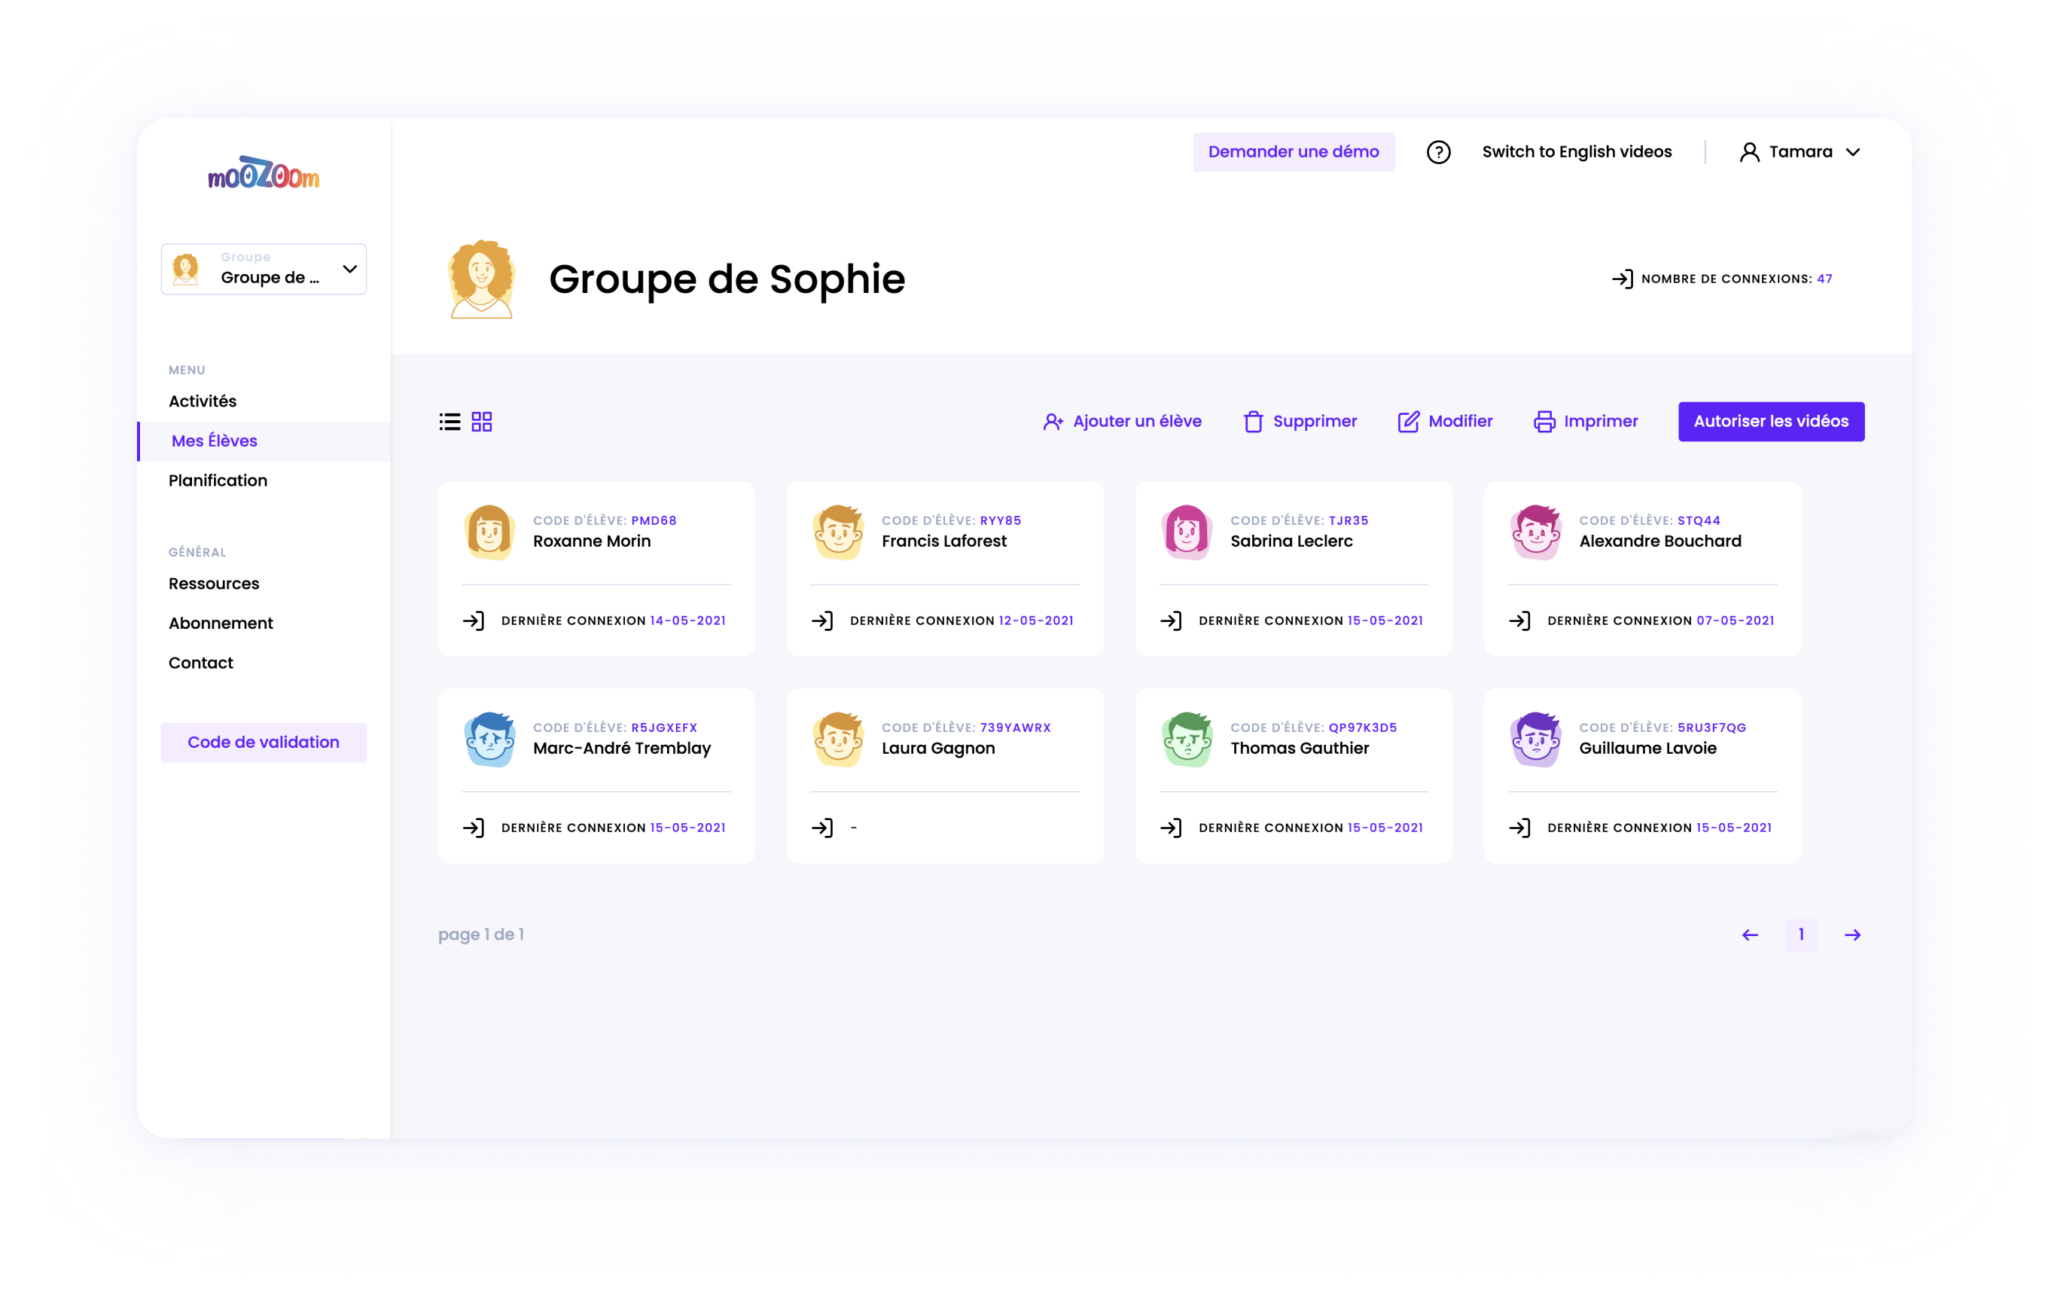 mooZoom
Demander une démo
Switch to English videos
Tamara
Groupe
Groupe de ...
Groupe de Sophie
NOMBRE DE CONNEXIONS: 47
MENU
Activités
Mes Élèves
Planification
GÉNÉRAL
Ressources
Abonnement
Contact
Code de validation
Ajouter un élève
Supprimer
Modifier
Imprimer
Autoriser les vidéos
CODE D'ÉLÈVE: PMD68
Roxanne Morin
DERNIÈRE CONNEXION 14-05-2021
CODE D'ÉLÈVE: RYY85
Francis Laforest
DERNIÈRE CONNEXION 12-05-2021
CODE D'ÉLÈVE: TJR35
Sabrina Leclerc
DERNIÈRE CONNEXION 15-05-2021
CODE D'ÉLÈVE: STQ44
Alexandre Bouchard
DERNIÈRE CONNEXION 07-05-2021
CODE D'ÉLÈVE: R5JGXEFX
Marc-André Tremblay
DERNIÈRE CONNEXION 15-05-2021
CODE D'ÉLÈVE: 739YAWRX
Laura Gagnon
-
CODE D'ÉLÈVE: QP97K3D5
Thomas Gauthier
DERNIÈRE CONNEXION 15-05-2021
CODE D'ÉLÈVE: 5RU3F7QG
Guillaume Lavoie
DERNIÈRE CONNEXION 15-05-2021
page 1 de 1
1